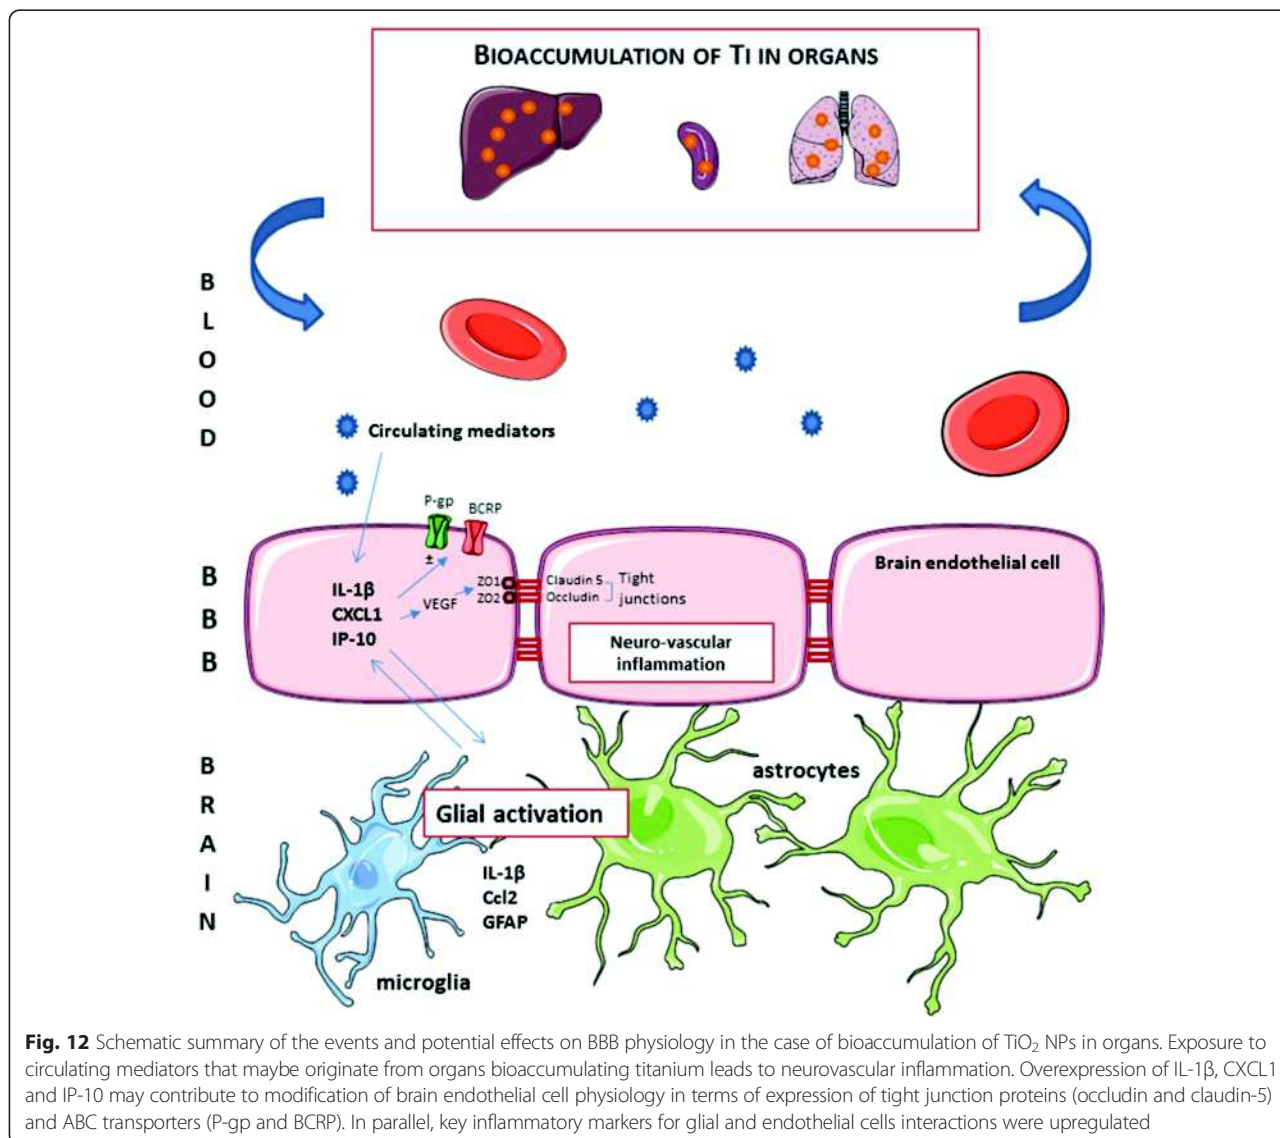 BIOACCUMULATION OF TI IN ORGANS
B
L
O
O
D
Circulating mediators
P-gp
BCRP
±
B
B
B
IL-1β
CXCL1
IP-10
VEGF
ZO1
ZO2
Claudin 5
Occludin
Tight
junctions
Neuro-vascular
inflammation
Brain endothelial cell
B
R
A
I
N
astrocytes
Glial activation
IL-1β
Ccl2
GFAP
microglia
Fig. 12 Schematic summary of the events and potential effects on BBB physiology in the case of bioaccumulation of TiO₂ NPs in organs. Exposure to
circulating mediators that maybe originate from organs bioaccumulating titanium leads to neurovascular inflammation. Overexpression of IL-1β, CXCL1
and IP-10 may contribute to modification of brain endothelial cell physiology in terms of expression of tight junction proteins (occludin and claudin-5)
and ABC transporters (P-gp and BCRP). In parallel, key inflammatory markers for glial and endothelial cells interactions were upregulated